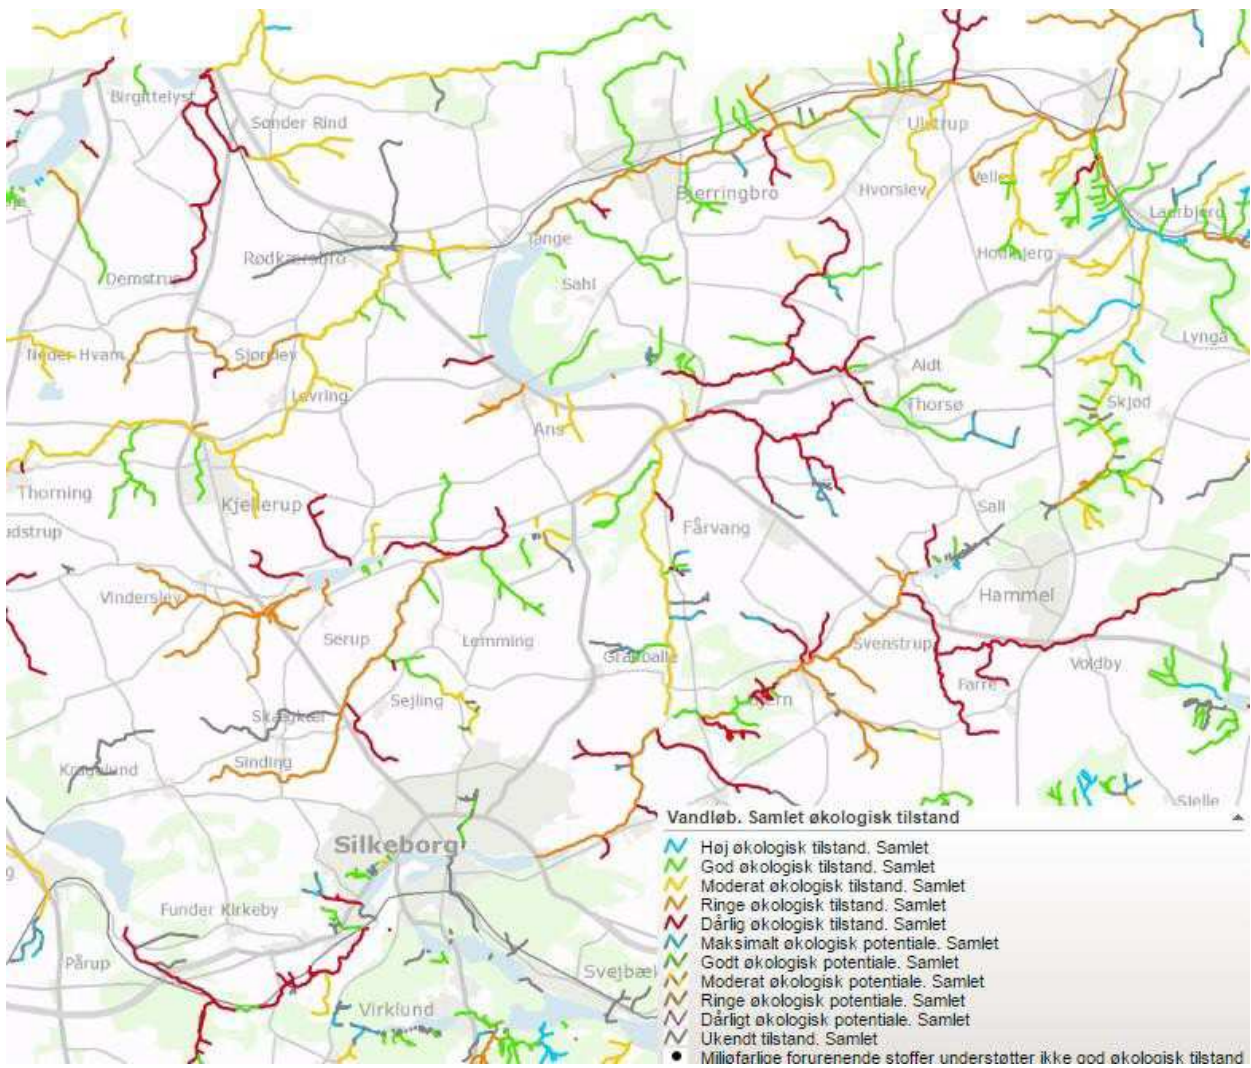 Birgittelyst
Sønder Rind
Ulstrup
Bjerringbro
Hvorslev
Velle
Laurbjerg
Tange
Rødkærsbro
Hadbjerg
Demstrup
Sahl
Lyngå
Neder Hvam
Sjørslev
Aldt
Levring
Thorsø
Skjød
Ans
Thorning
Kjellerup
Sall
Fårvang
Hammel
Vinderslev
Serup
Lemming
Svenstrup
Grauballe
Voldby
Farre
Sejling
Gjern
Skægkær
Sinding
Kragelund
Skjelle
Silkeborg
Funder Kirkeby
Pårup
Svejbæk
Virklund
Vandløb. Samlet økologisk tilstand
Høj økologisk tilstand. Samlet
God økologisk tilstand. Samlet
Moderat økologisk tilstand. Samlet
Ringe økologisk tilstand. Samlet
Dårlig økologisk tilstand. Samlet
Maksimalt økologisk potentiale. Samlet
Godt økologisk potentiale. Samlet
Moderat økologisk potentiale. Samlet
Ringe økologisk potentiale. Samlet
Dårligt økologisk potentiale. Samlet
Ukendt tilstand. Samlet
Miljøfarlige forurenende stoffer understøtter ikke god økologisk tilstand